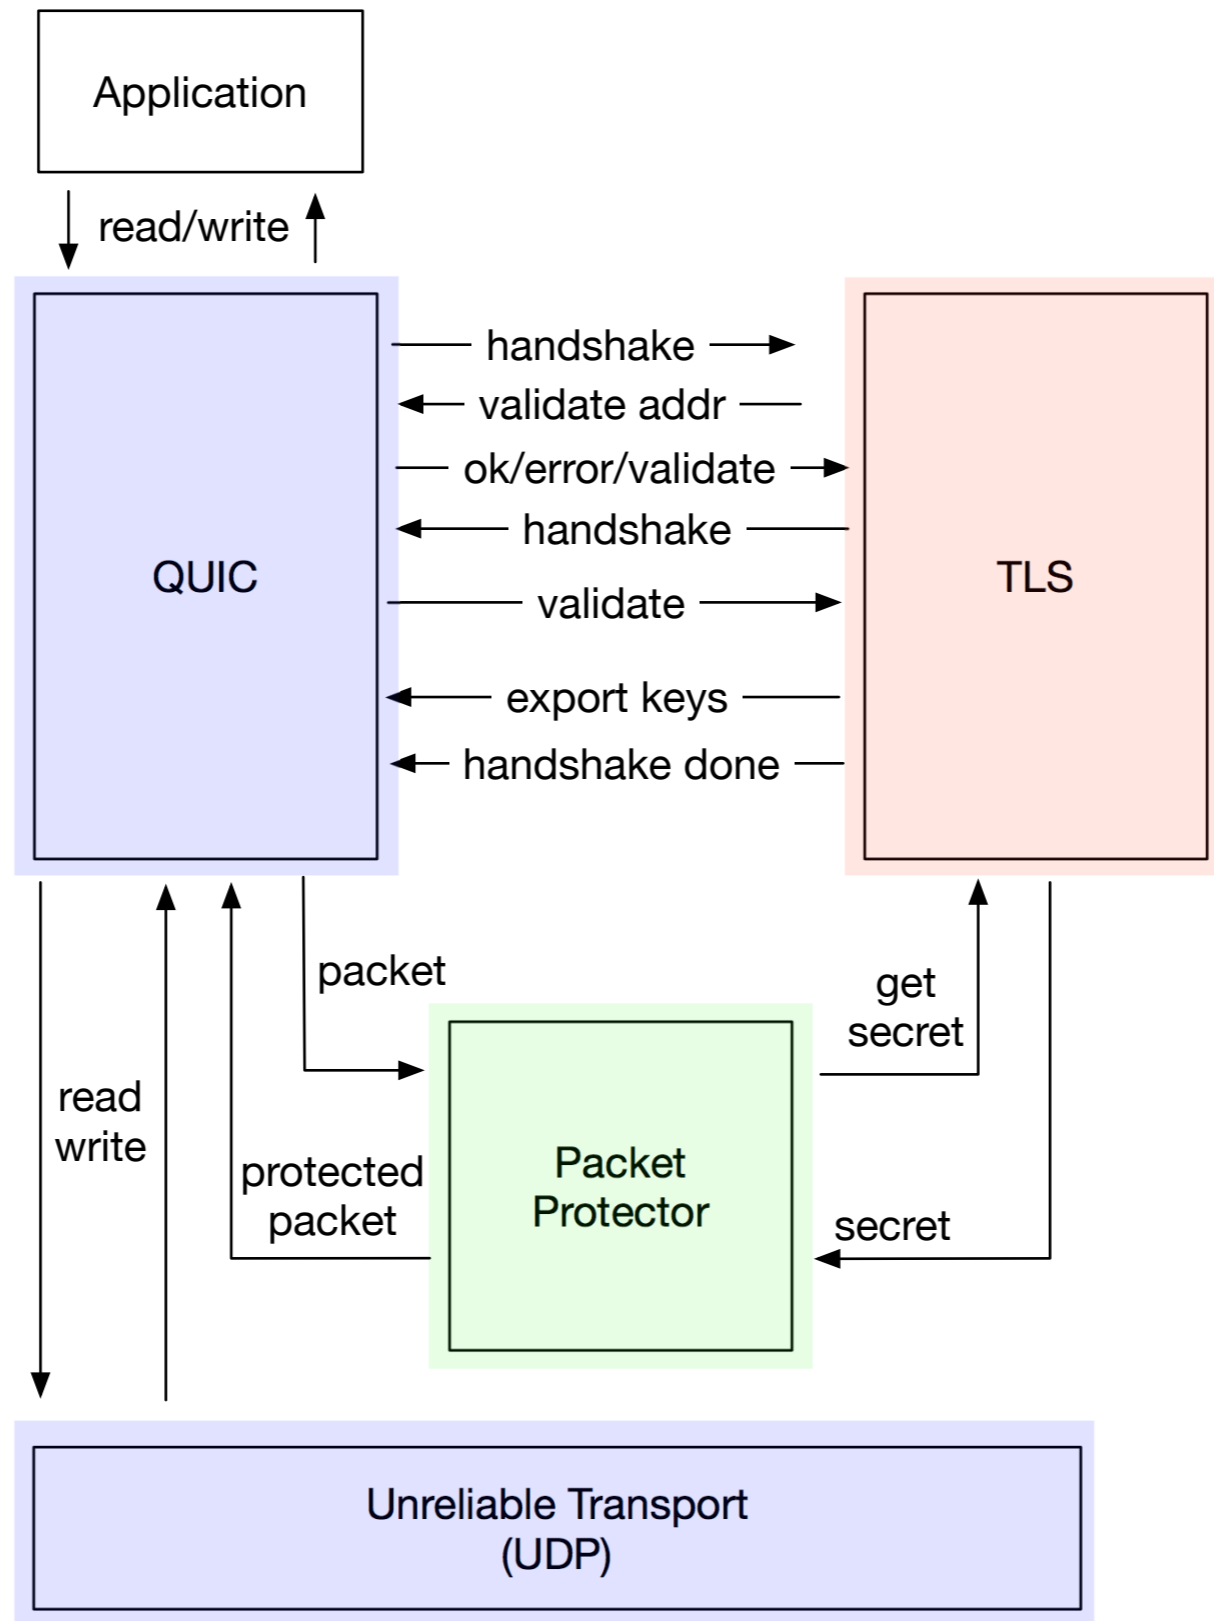 Application
read/write
handshake
validate addr
ok/error/validate
handshake
QUIC
TLS
validate
export keys
handshake done
packet
get
secret
read
write
protected
packet
Packet
Protector
secret
Unreliable Transport
(UDP)